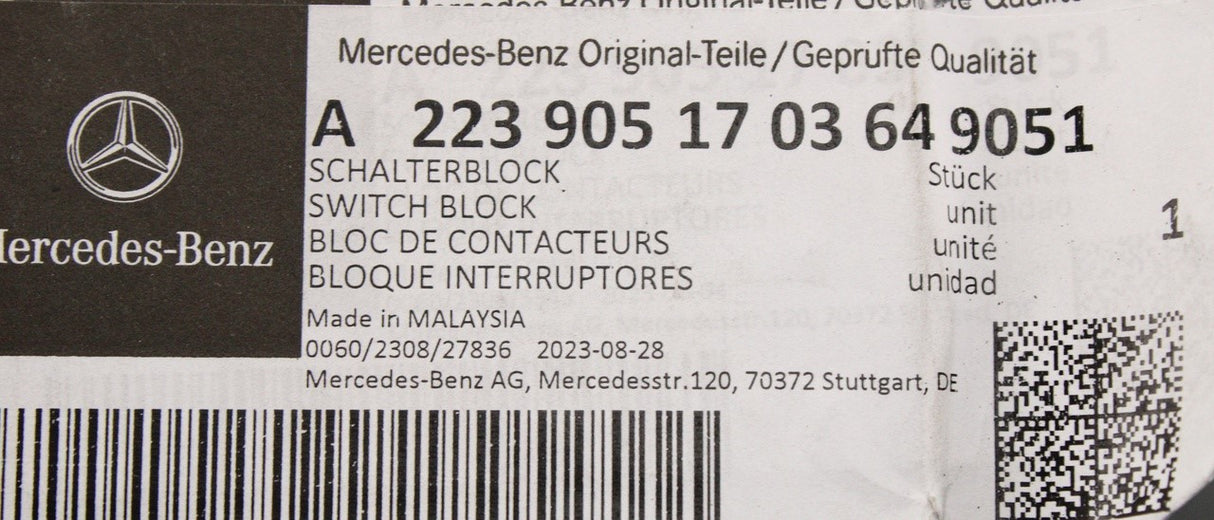 Mercedes-Benz Original-Teile/Geprüfte Qualität
A 223 905 17 03 64 9051
SCHALTERBLOCK Stück
SWITCH BLOCK unit 1
BLOC DE CONTACTEURS unité
BLOQUE INTERRUPTORES unidad
Made in MALAYSIA
0060/2308/27836 2023-08-28
Mercedes-Benz AG, Mercedesstr.120, 70372 Stuttgart, DE
Mercedes-Benz